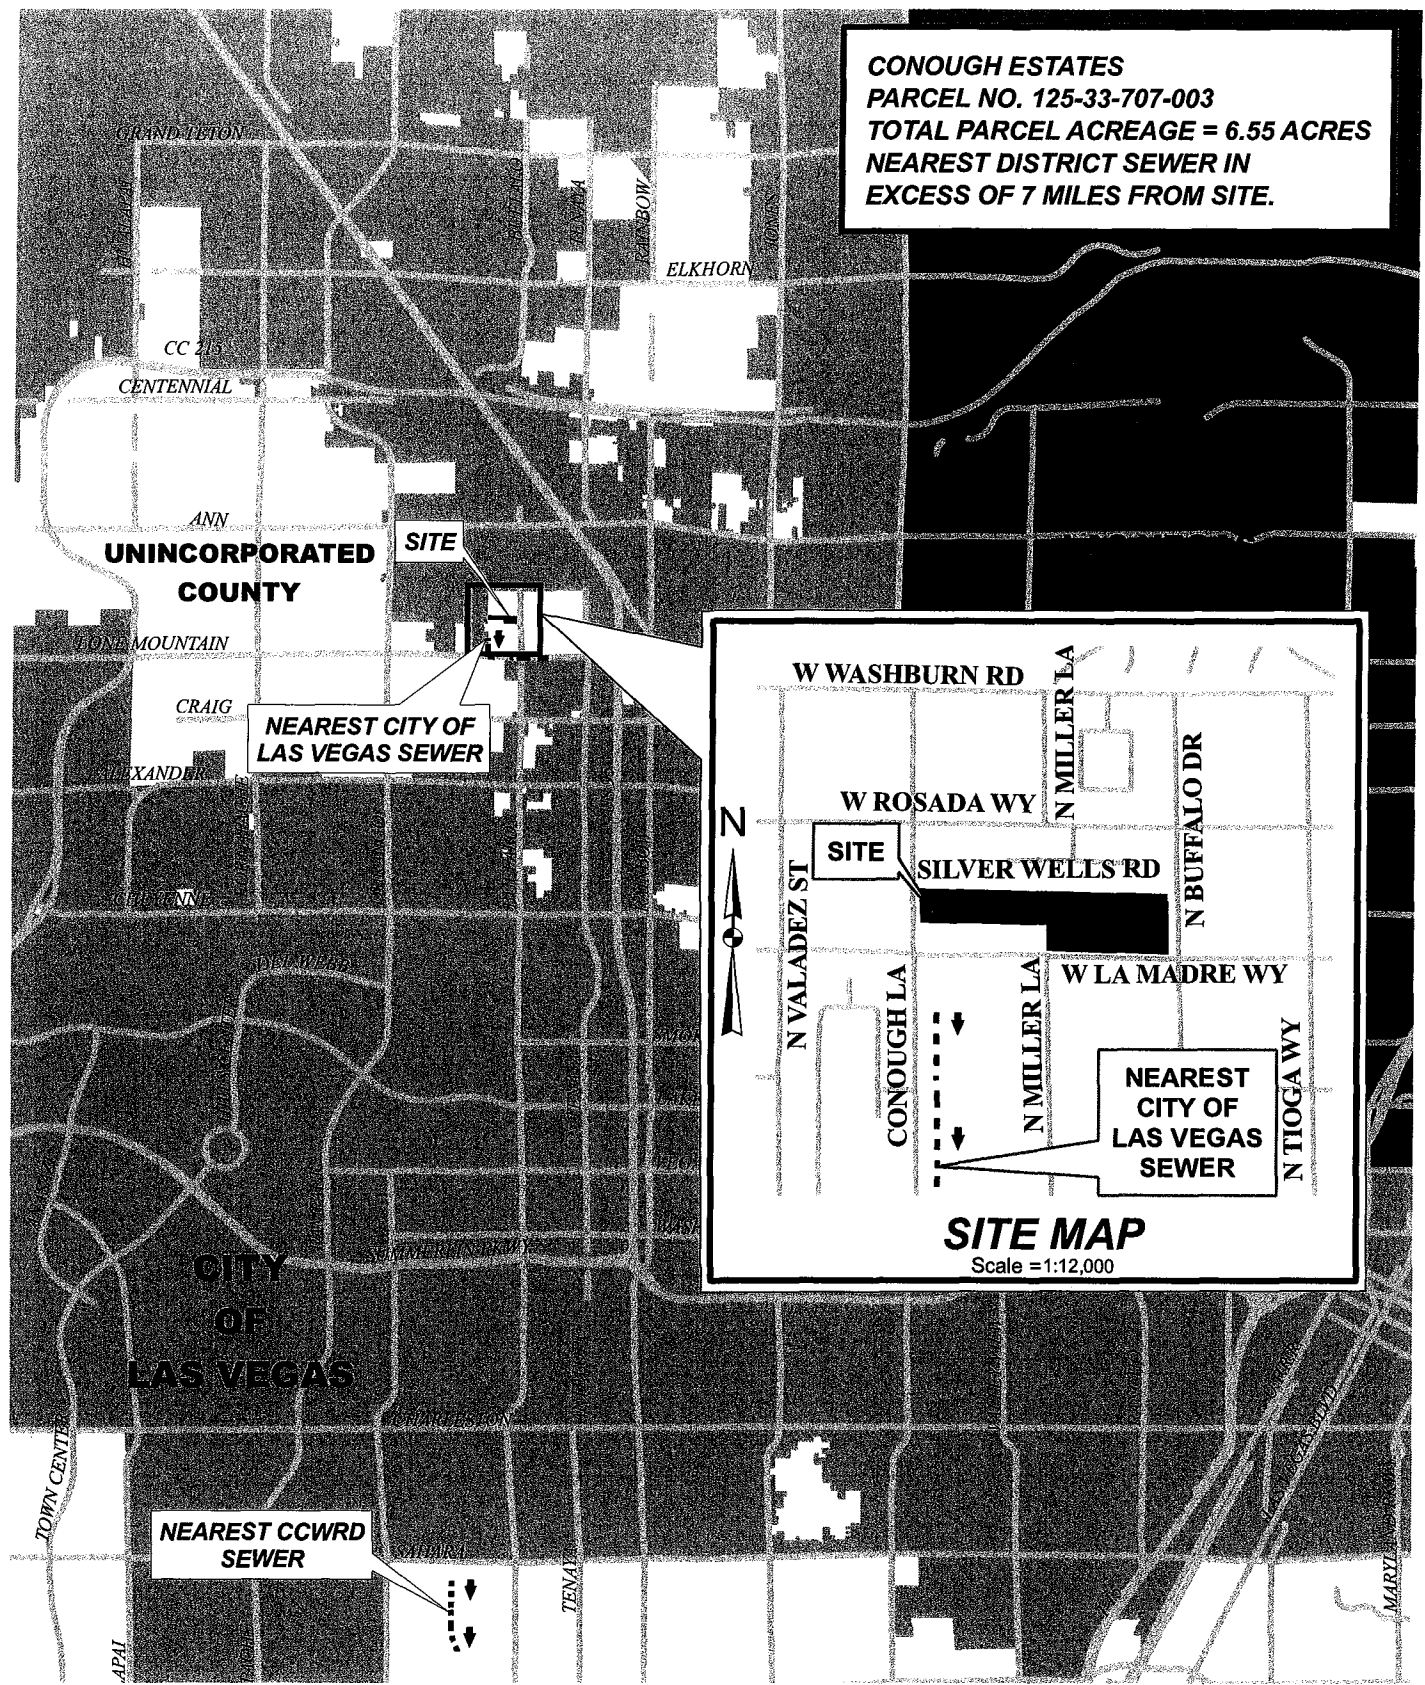 CONOUGH ESTATES
PARCEL NO. 125-33-707-003
TOTAL PARCEL ACREAGE = 6.55 ACRES
NEAREST DISTRICT SEWER IN
EXCESS OF 7 MILES FROM SITE.
GRAND TETON
RAINBOW
ELKHORN
CC 215
CENTENNIAL
ANN
UNINCORPORATED
COUNTY
SITE
LONE MOUNTAIN
CRAIG
NEAREST CITY OF
LAS VEGAS SEWER
ALEXANDER
CHEYENNE
SUMMERLIN PKWY
CITY
OF
LAS VEGAS
CHARLESTON
TOWN CENTER
NEAREST CCWRD
SEWER
SAHARA
TENAYA
W WASHBURN RD
N MILLER LA
W ROSADA WY
N BUFFALO DR
N
SITE
SILVER WELLS RD
N VALADEZ ST
W LA MADRE WY
CONOUGH LA
N MILLER LA
N TIOGA WY
NEAREST
CITY OF
LAS VEGAS
SEWER
SITE MAP
Scale =1:12,000